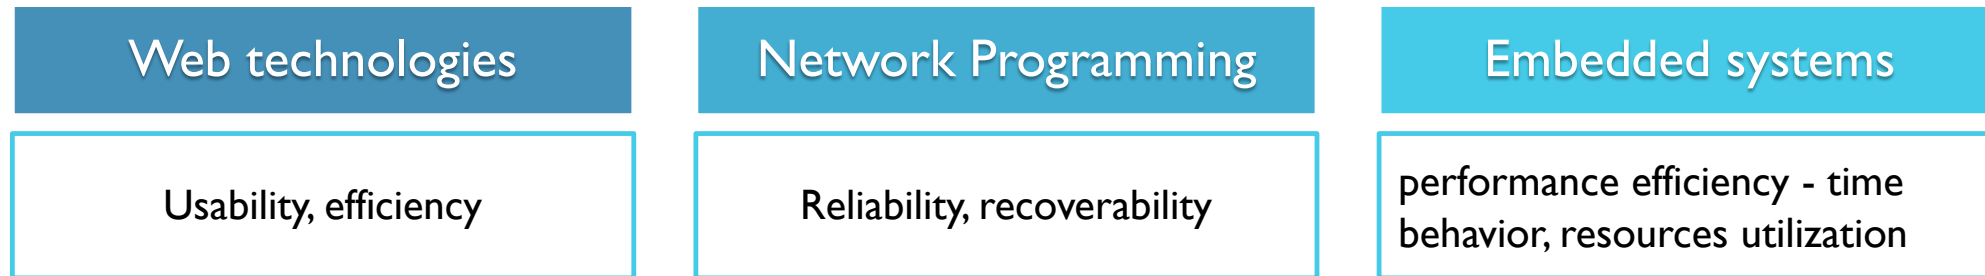 Web technologies
Usability, efficiency
Network Programming
Reliability, recoverability
Embedded systems
performance efficiency - time
behavior, resources utilization